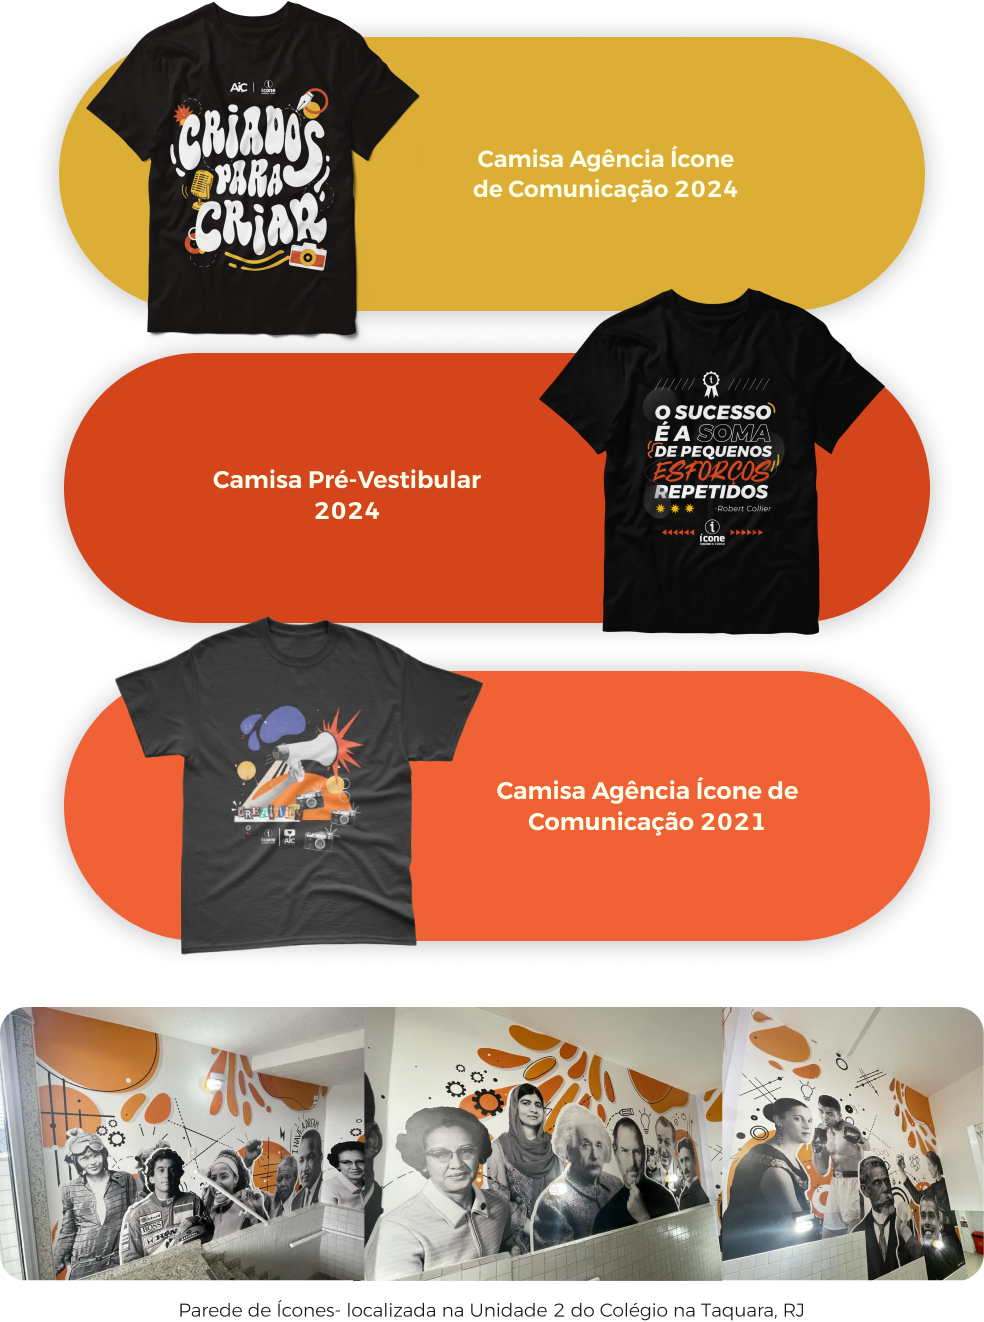 AiC | ícone
CRIADOS
PARA
CRIAR
Camisa Agência Ícone
de Comunicação 2024
O SUCESSO
É A SOMA
DE PEQUENOS
ESFORÇOS
REPETIDOS
-Robert Collier
ícone
Camisa Pré-Vestibular
2024
CREATIVITY
ícone | AiC
Camisa Agência Ícone de
Comunicação 2021
I HAVE A DREAM
Parede de Ícones- localizada na Unidade 2 do Colégio na Taquara, RJ